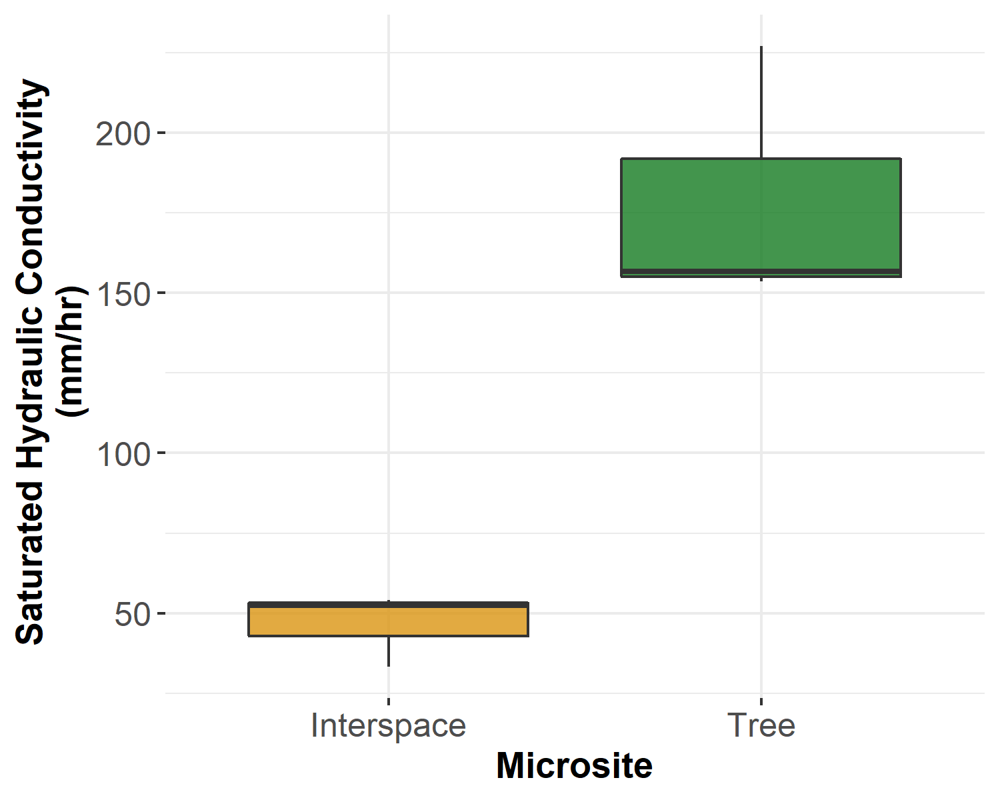 Saturated Hydraulic Conductivity
(mm/hr)
200
150
100
50
Interspace
Tree
Microsite